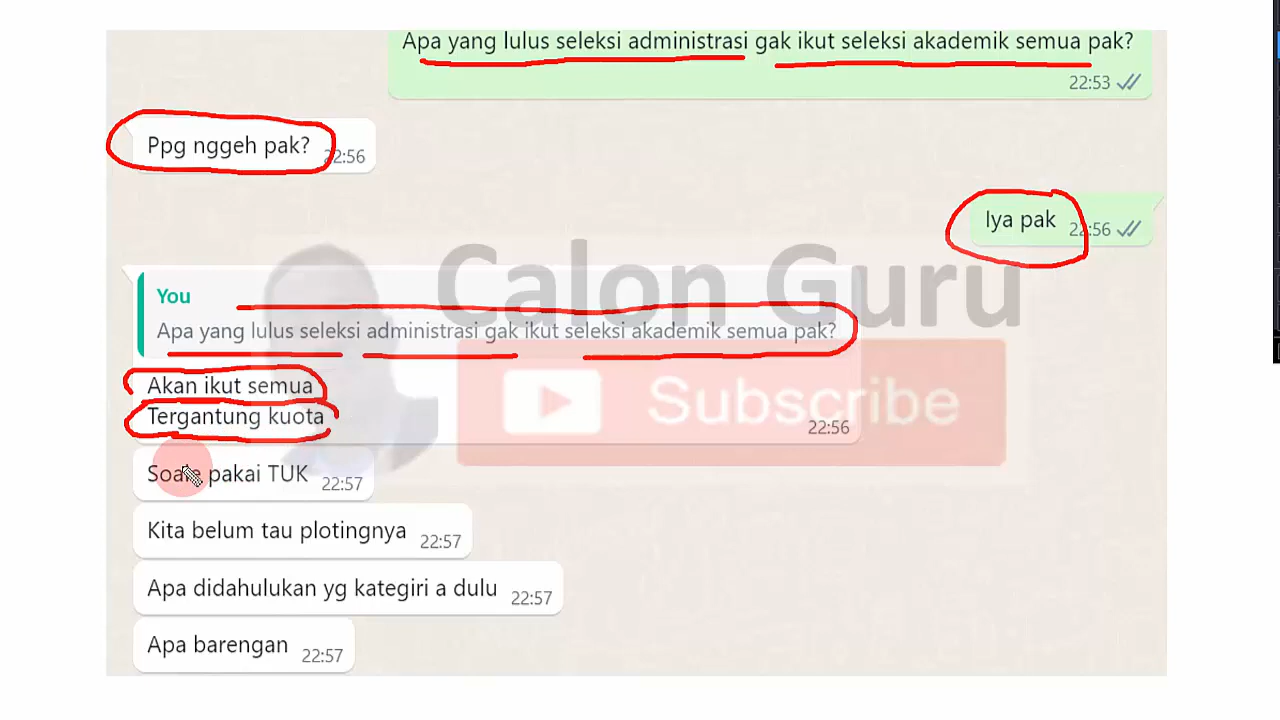 Apa yang lulus seleksi administrasi gak ikut seleksi akademik semua pak?
22:53
Ppg nggeh pak?
22:56
Iya pak
22:56
Calon Guru
You
Apa yang lulus seleksi administrasi gak ikut seleksi akademik semua pak?
Akan ikut semua
Tergantung kuota
22:56
Subscribe
pakai TUK
22:57
Kita belum tau plotingnya
22:57
Apa didahulukan yg kategiri a dulu
22:57
Apa barengan
22:57